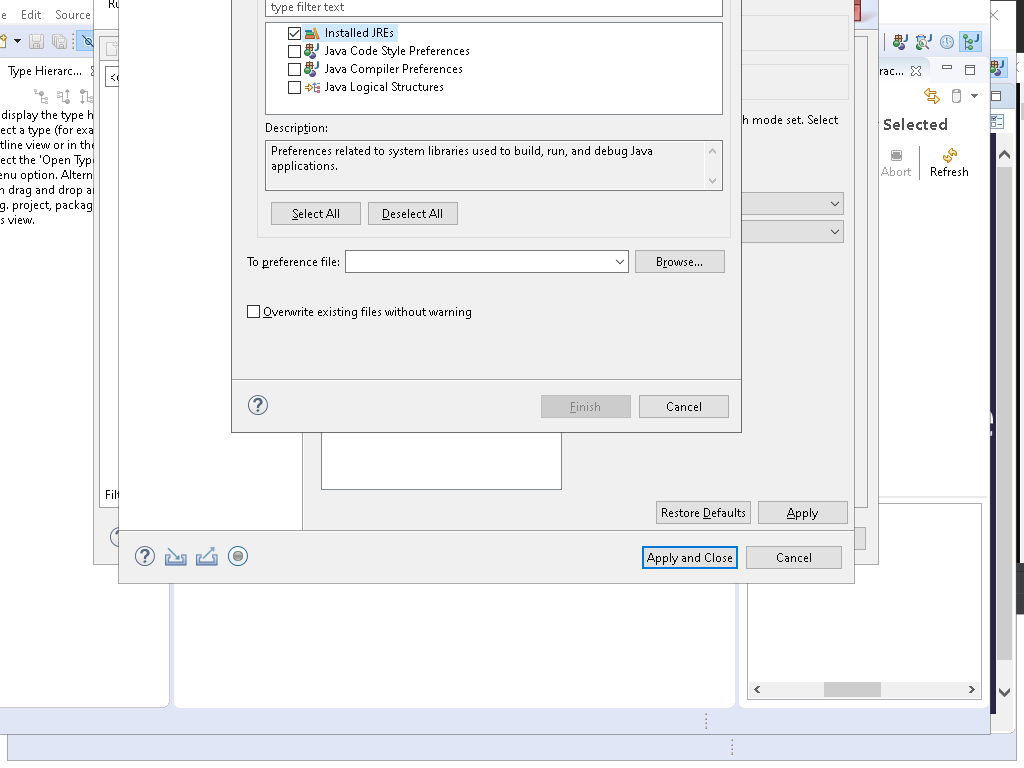 Edit Source
Ru
type filter text
Installed JREs
Java Code Style Preferences
Java Compiler Preferences
Java Logical Structures
Type Hierarc...
rac...
display the type h
ect a type (for exa
tline view or in the
ect the 'Open Type
enu option. Altern
n drag and drop a
g. project, packag
s view.
h mode set. Select
Selected
Abort
Refresh
Description:
Preferences related to system libraries used to build, run, and debug Java
applications.
Select All
Deselect All
To preference file:
Browse...
Overwrite existing files without warning
Finish
Cancel
Filt
Restore Defaults
Apply
Apply and Close
Cancel